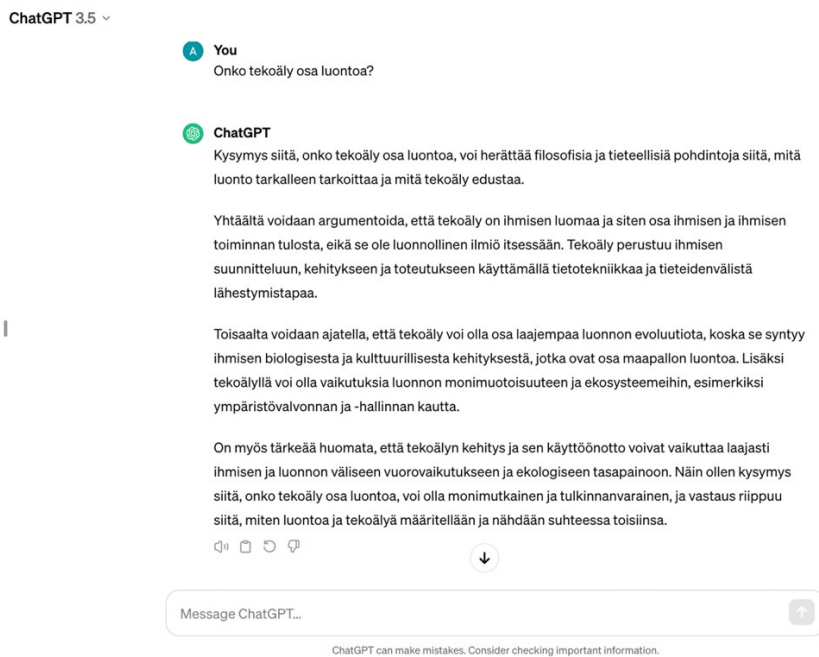 ChatGPT 3.5
A
You
Onko tekoäly osa luontoa?
ChatGPT
Kysymys siitä, onko tekoäly osa luontoa, voi herättää filosofisia ja tieteellisiä pohdintoja siitä, mitä
luonto tarkalleen tarkoittaa ja mitä tekoäly edustaa.
Yhtäältä voidaan argumentoida, että tekoäly on ihmisen luomaa ja siten osa ihmisen ja ihmisen
toiminnan tulosta, eikä se ole luonnollinen ilmiö itsessään. Tekoäly perustuu ihmisen
suunnitteluun, kehitykseen ja toteutukseen käyttämällä tietotekniikkaa ja tieteidenvälistä
lähestymistapaa.
Toisaalta voidaan ajatella, että tekoäly voi olla osa laajempaa luonnon evoluutiota, koska se syntyy
ihmisen biologisesta ja kulttuurillisesta kehityksestä, jotka ovat osa maapallon luontoa. Lisäksi
tekoälyllä voi olla vaikutuksia luonnon monimuotoisuuteen ja ekosysteemeihin, esimerkiksi
ympäristövalvonnan ja -hallinnan kautta.
On myös tärkeää huomata, että tekoälyn kehitys ja sen käyttöönotto voivat vaikuttaa laajasti
ihmisen ja luonnon väliseen vuorovaikutukseen ja ekologiseen tasapainoon. Näin ollen kysymys
siitä, onko tekoäly osa luontoa, voi olla monimutkainen ja tulkinnanvarainen, ja vastaus riippuu
siitä, miten luontoa ja tekoälyä määritellään ja nähdään suhteessa toisiinsa.
Message ChatGPT...
ChatGPT can make mistakes. Consider checking important information.